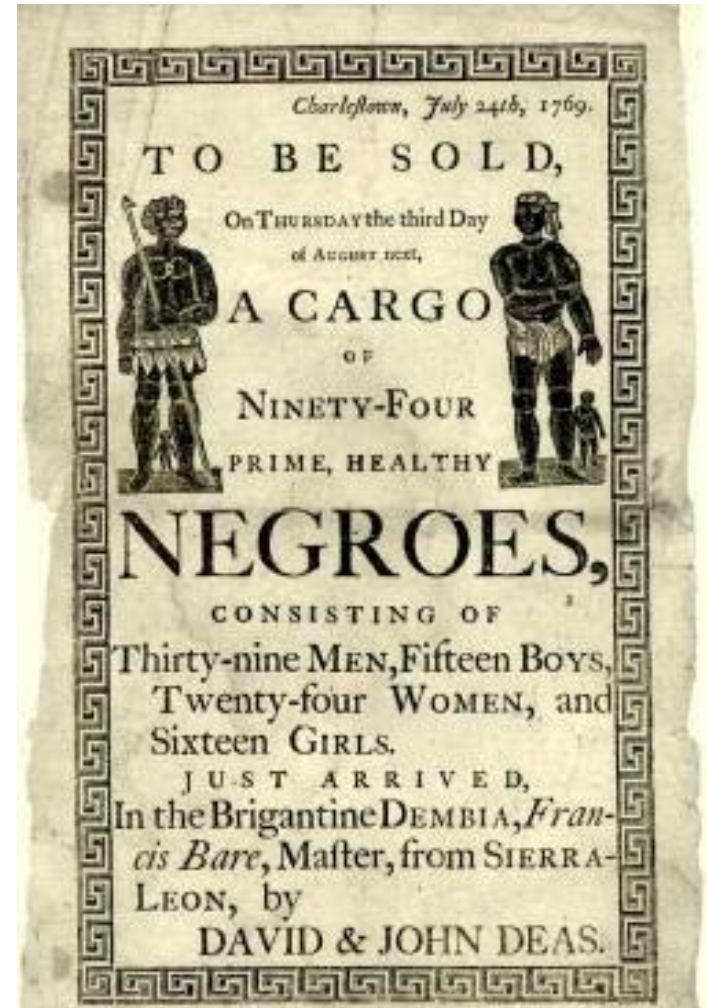 Charlestown, July 24th, 1769.
TO BE SOLD,
On THURSDAY the third Day
of AUGUST next,
A CARGO
OF
NINETY-FOUR
PRIME, HEALTHY
NEGROES,
CONSISTING OF
Thirty-nine MEN, Fifteen BOYS,
Twenty-four WOMEN, and
Sixteen GIRLS.
JUST ARRIVED,
In the Brigantine DEMBIA, Fran-
cis Bare, Maſter, from SIERRA-
LEON, by
DAVID & JOHN DEAS.